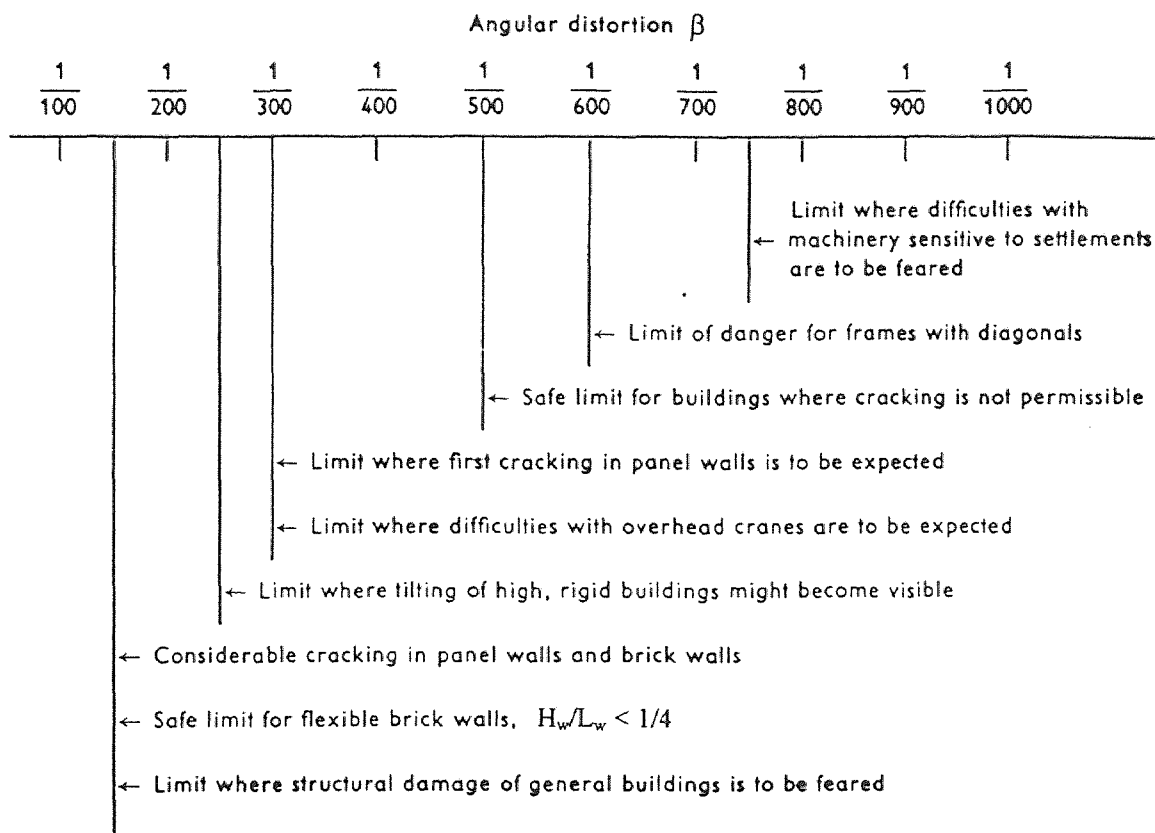 Angular distortion β
1/100 1/200 1/300 1/400 1/500 1/600 1/700 1/800 1/900 1/1000
Limit where difficulties with
← machinery sensitive to settlements
are to be feared
← Limit of danger for frames with diagonals
← Safe limit for buildings where cracking is not permissible
← Limit where first cracking in panel walls is to be expected
← Limit where difficulties with overhead cranes are to be expected
← Limit where tilting of high, rigid buildings might become visible
← Considerable cracking in panel walls and brick walls
← Safe limit for flexible brick walls, H_w/L_w < 1/4
← Limit where structural damage of general buildings is to be feared